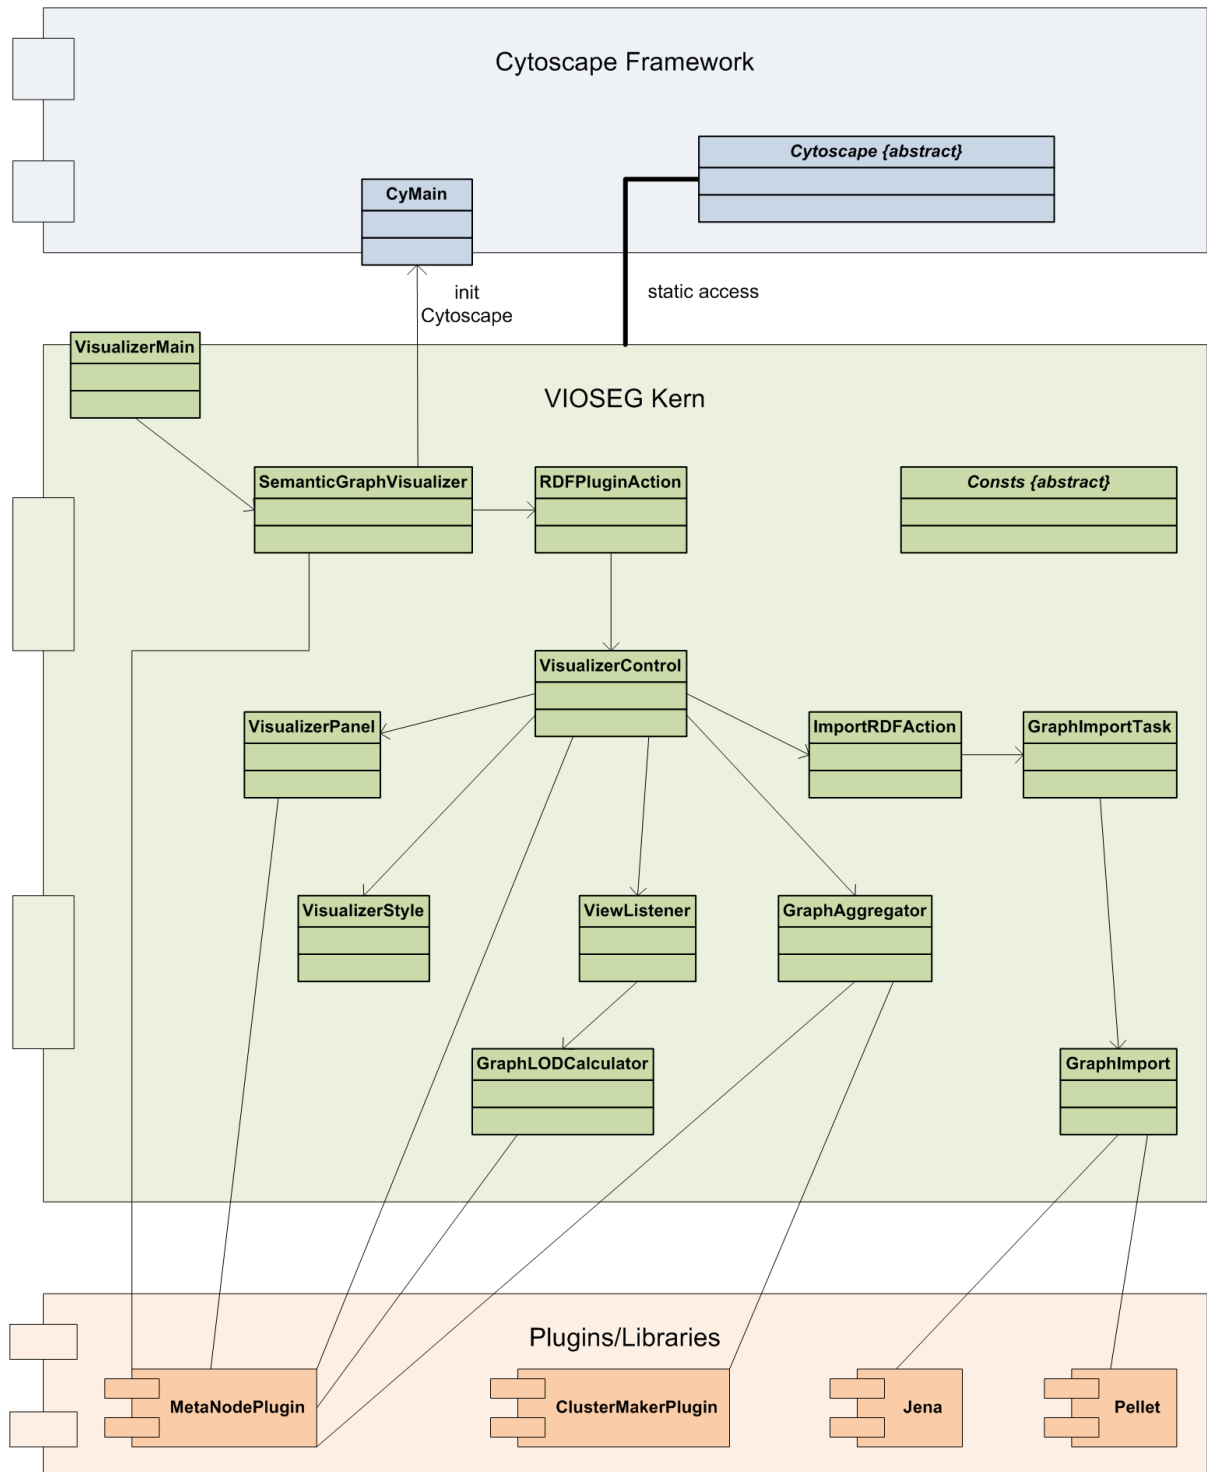 Cytoscape Framework
Cytoscape {abstract}
CyMain
init
Cytoscape
static access
VisualizerMain
VIOSEG Kern
SemanticGraphVisualizer
RDFPluginAction
Consts {abstract}
VisualizerControl
VisualizerPanel
ImportRDFAction
GraphImportTask
VisualizerStyle
ViewListener
GraphAggregator
GraphLODCalculator
GraphImport
Plugins/Libraries
MetaNodePlugin
ClusterMakerPlugin
Jena
Pellet